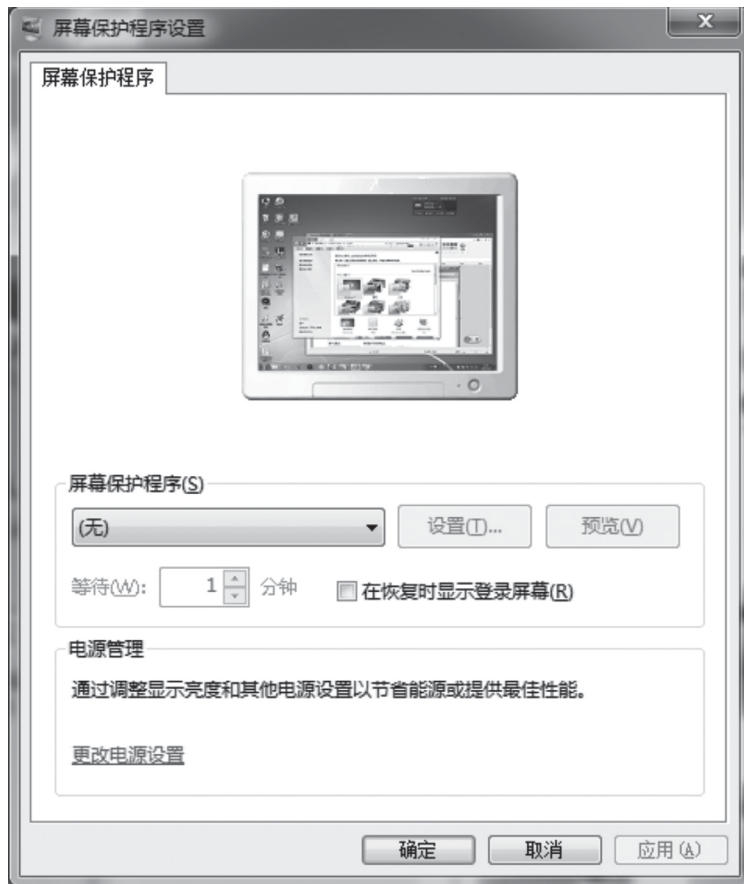 屏幕保护程序设置
屏幕保护程序
屏幕保护程序(S)
(无) 设置(T)... 预览(V)
等待(W): 1 分钟 在恢复时显示登录屏幕(R)
电源管理
通过调整显示亮度和其他电源设置以节省能源或提供最佳性能。
更改电源设置
确定 取消 应用(A)